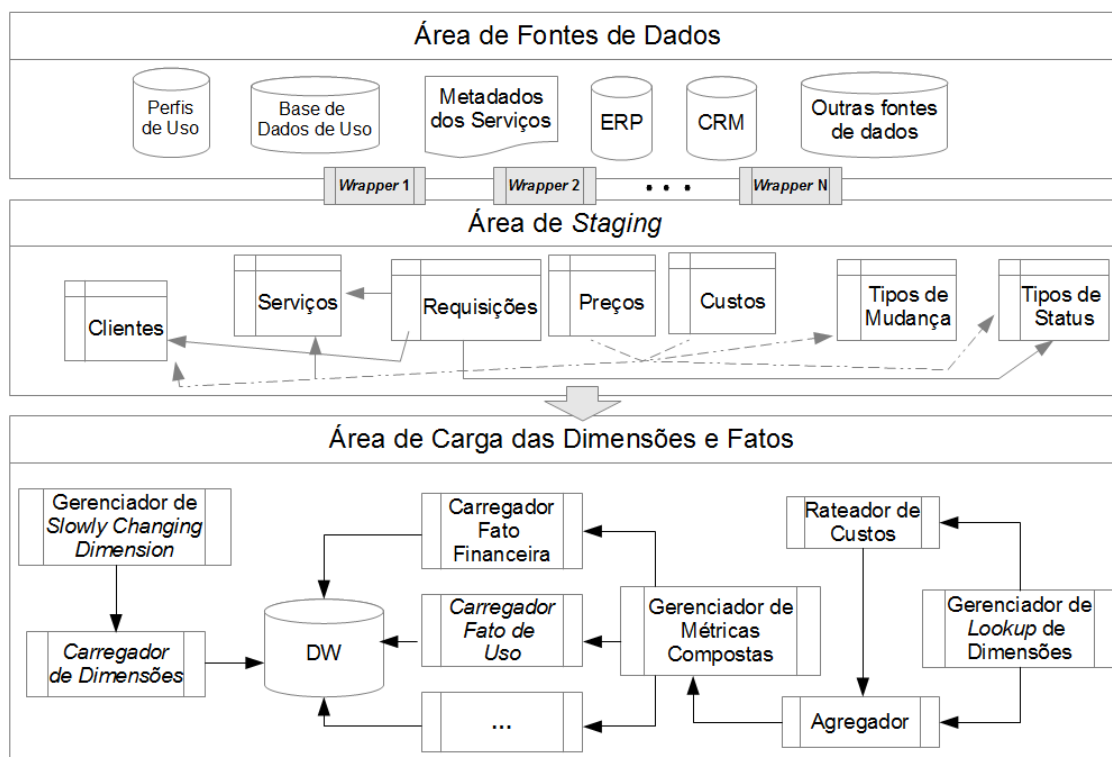 Área de Fontes de Dados
Perfis
de Uso
Base de
Dados de Uso
Metadados
dos Serviços
ERP
CRM
Outras fontes
de dados
Wrapper 1
Wrapper 2
...
Wrapper N
Área de Staging
Clientes
Serviços
Requisições
Preços
Custos
Tipos de
Mudança
Tipos de
Status
Área de Carga das Dimensões e Fatos
Gerenciador de
Slowly Changing
Dimension
Carregador
de Dimensões
DW
Carregador
Fato
Financeira
Carregador
Fato de
Uso
...
Gerenciador de
Métricas
Compostas
Rateador de
Custos
Agregador
Gerenciador de
Lookup de
Dimensões